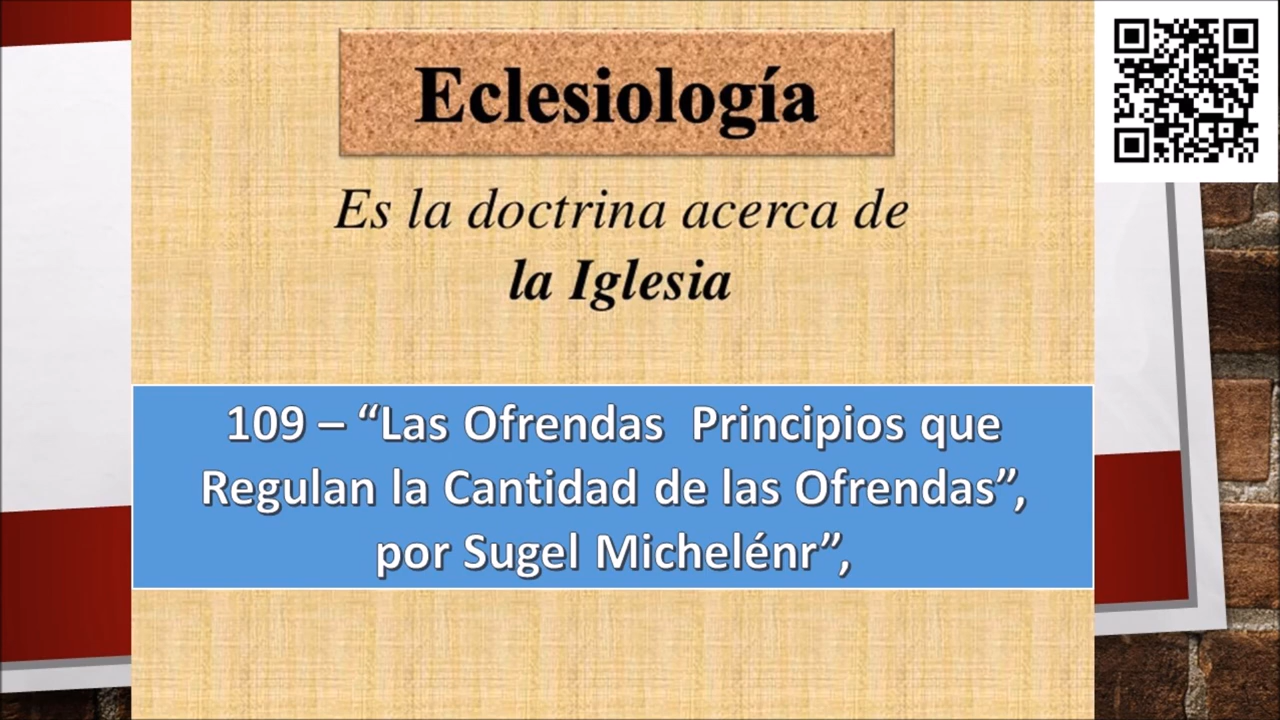 Eclesiología
Es la doctrina acerca de
la Iglesia
109 – “Las Ofrendas  Principios que
Regulan la Cantidad de las Ofrendas”,
por Sugel Michelénr”,